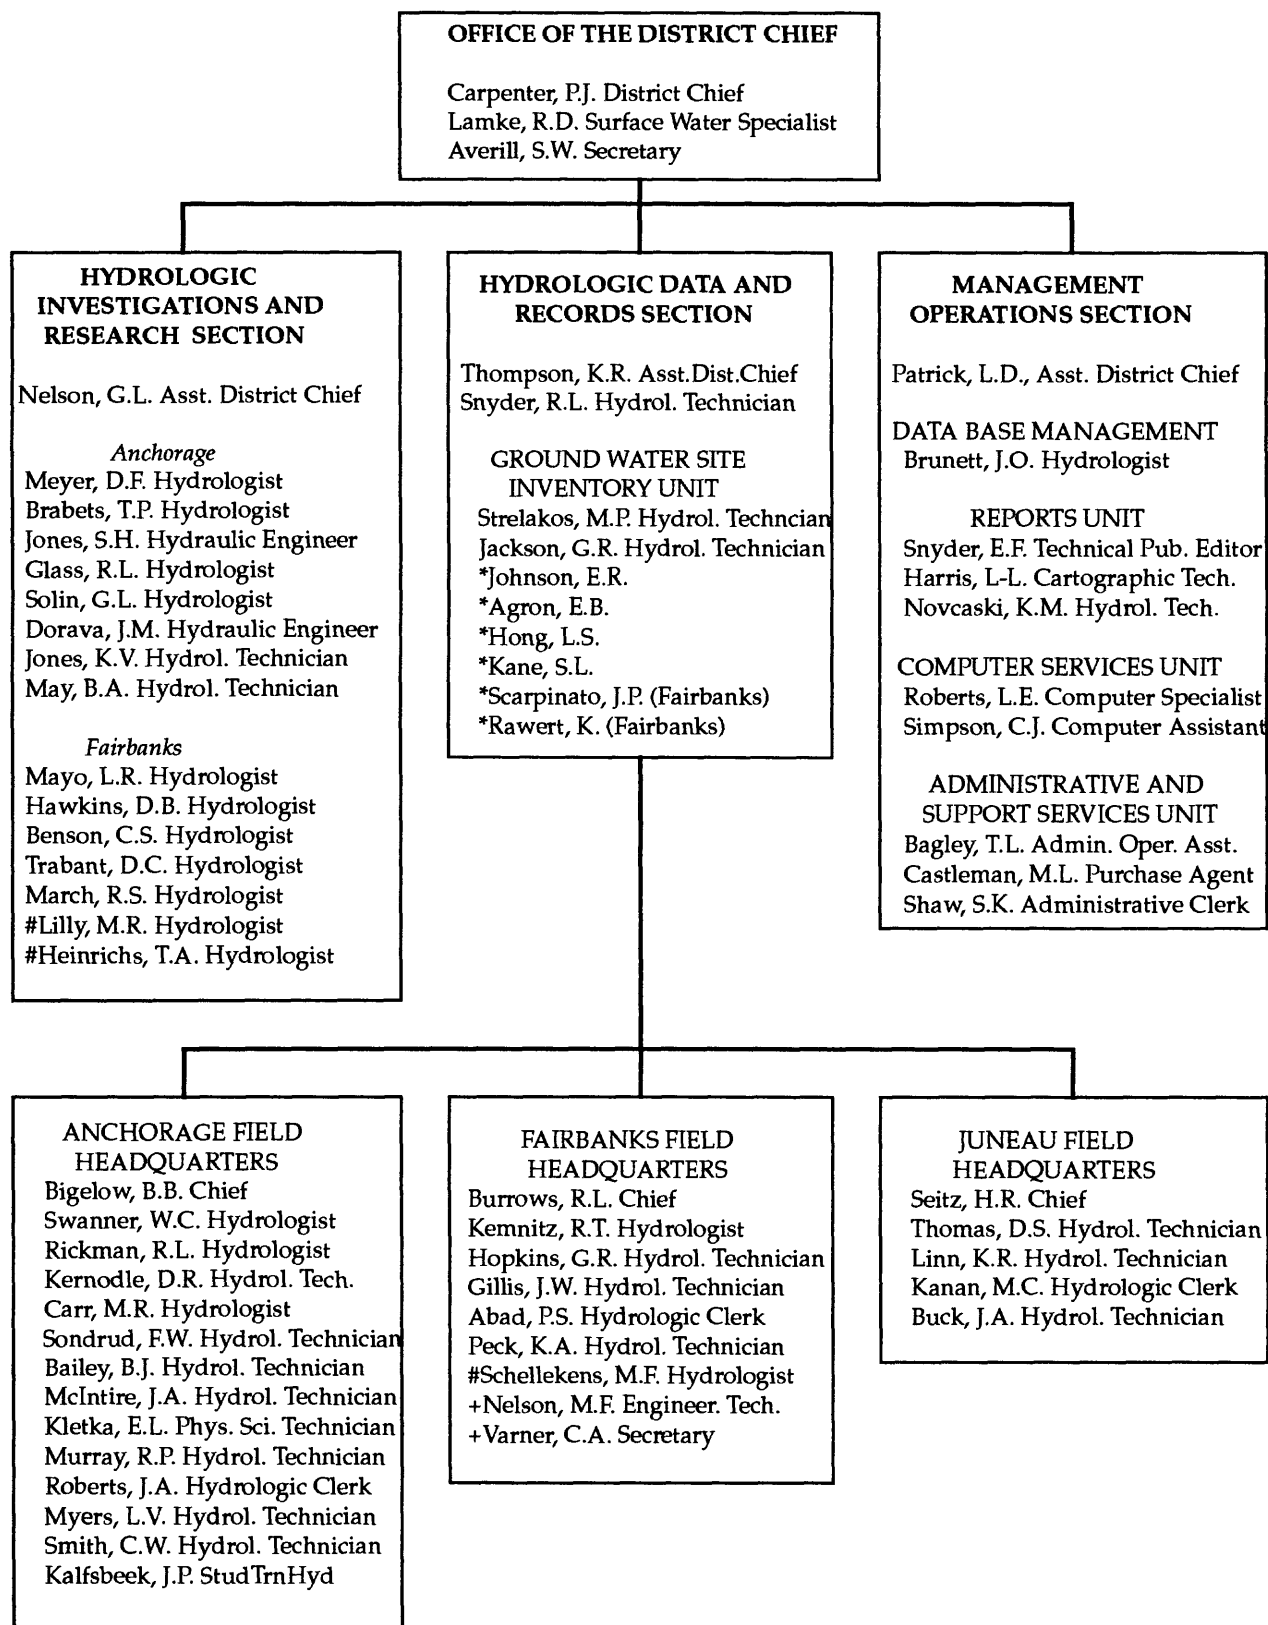 OFFICE OF THE DISTRICT CHIEF
Carpenter, P.J. District Chief
Lamke, R.D. Surface Water Specialist
Averill, S.W. Secretary
HYDROLOGIC
INVESTIGATIONS AND
RESEARCH SECTION
Nelson, G.L. Asst. District Chief
Anchorage
Meyer, D.F. Hydrologist
Brabets, T.P. Hydrologist
Jones, S.H. Hydraulic Engineer
Glass, R.L. Hydrologist
Solin, G.L. Hydrologist
Dorava, J.M. Hydraulic Engineer
Jones, K.V. Hydrol. Technician
May, B.A. Hydrol. Technician
Fairbanks
Mayo, L.R. Hydrologist
Hawkins, D.B. Hydrologist
Benson, C.S. Hydrologist
Trabant, D.C. Hydrologist
March, R.S. Hydrologist
#Lilly, M.R. Hydrologist
#Heinrichs, T.A. Hydrologist
HYDROLOGIC DATA AND
RECORDS SECTION
Thompson, K.R. Asst.Dist.Chief
Snyder, R.L. Hydrol. Technician
GROUND WATER SITE
INVENTORY UNIT
Strelakos, M.P. Hydrol. Techncian
Jackson, G.R. Hydrol. Technician
*Johnson, E.R.
*Agron, E.B.
*Hong, L.S.
*Kane, S.L.
*Scarpinato, J.P. (Fairbanks)
*Rawert, K. (Fairbanks)
MANAGEMENT
OPERATIONS SECTION
Patrick, L.D., Asst. District Chief
DATA BASE MANAGEMENT
Brunett, J.O. Hydrologist
REPORTS UNIT
Snyder, E.F. Technical Pub. Editor
Harris, L-L. Cartographic Tech.
Novcaski, K.M. Hydrol. Tech.
COMPUTER SERVICES UNIT
Roberts, L.E. Computer Specialist
Simpson, C.J. Computer Assistant
ADMINISTRATIVE AND
SUPPORT SERVICES UNIT
Bagley, T.L. Admin. Oper. Asst.
Castleman, M.L. Purchase Agent
Shaw, S.K. Administrative Clerk
ANCHORAGE FIELD
HEADQUARTERS
Bigelow, B.B. Chief
Swanner, W.C. Hydrologist
Rickman, R.L. Hydrologist
Kernodle, D.R. Hydrol. Tech.
Carr, M.R. Hydrologist
Sondrud, F.W. Hydrol. Technician
Bailey, B.J. Hydrol. Technician
McIntire, J.A. Hydrol. Technician
Kletka, E.L. Phys. Sci. Technician
Murray, R.P. Hydrol. Technician
Roberts, J.A. Hydrologic Clerk
Myers, L.V. Hydrol. Technician
Smith, C.W. Hydrol. Technician
Kalfsbeek, J.P. StudTrnHyd
FAIRBANKS FIELD
HEADQUARTERS
Burrows, R.L. Chief
Kemnitz, R.T. Hydrologist
Hopkins, G.R. Hydrol. Technician
Gillis, J.W. Hydrol. Technician
Abad, P.S. Hydrologic Clerk
Peck, K.A. Hydrol. Technician
#Schellekens, M.F. Hydrologist
+Nelson, M.F. Engineer. Tech.
+Varner, C.A. Secretary
JUNEAU FIELD
HEADQUARTERS
Seitz, H.R. Chief
Thomas, D.S. Hydrol. Technician
Linn, K.R. Hydrol. Technician
Kanan, M.C. Hydrologic Clerk
Buck, J.A. Hydrol. Technician